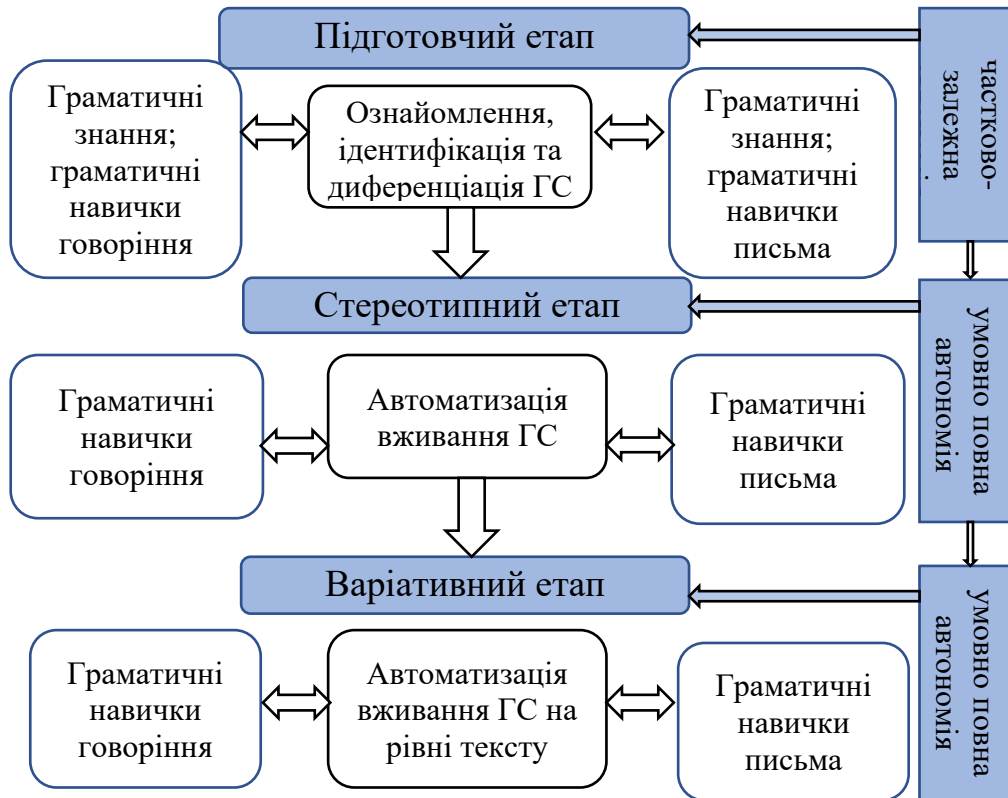 Підготовчий етап
Граматичні
знання;
граматичні
навички
говоріння
Ознайомлення,
ідентифікація та
диференціація ГС
Граматичні
знання;
граматичні
навички
письма
частково-
залежна
Стереотипний етап
Граматичні
навички
говоріння
Автоматизація
вживання ГС
Граматичні
навички
письма
умовно повна
автономія
Варіативний етап
Граматичні
навички
говоріння
Автоматизація
вживання ГС на
рівні тексту
Граматичні
навички
письма
умовно повна
автономія